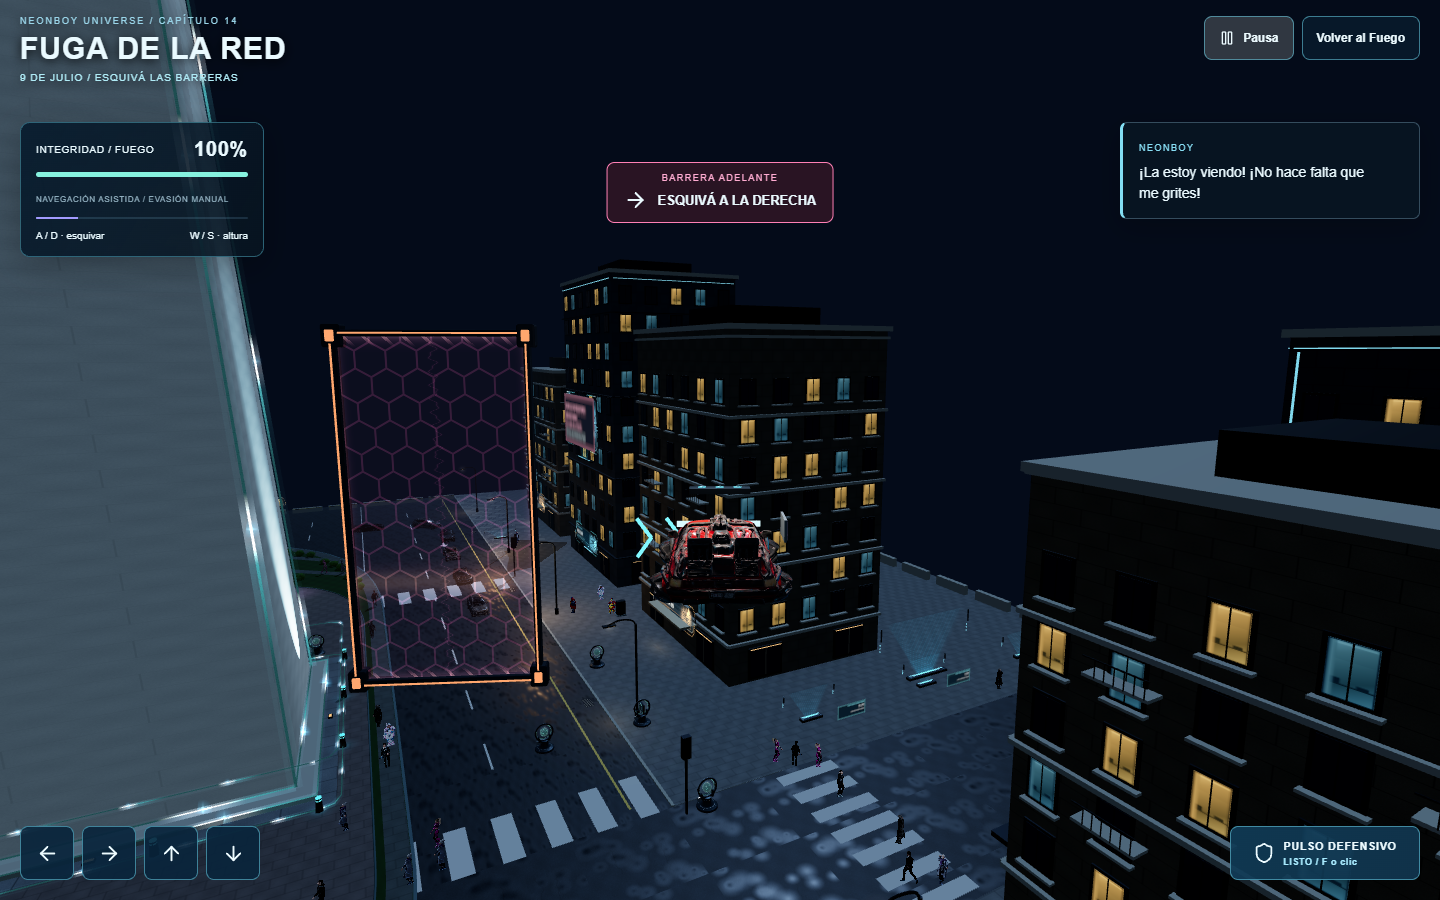 NEONBOY UNIVERSE / CAPÍTULO 14
FUGA DE LA RED
9 DE JULIO / ESQUIVÁ LAS BARRERAS
Pausa
Volver al Fuego
INTEGRIDAD / FUEGO 100%
NAVEGACIÓN ASISTIDA / EVASIÓN MANUAL
A / D · esquivar W / S · altura
BARRERA ADELANTE
ESQUIVÁ A LA DERECHA
NEONBOY
¡La estoy viendo! ¡No hace falta que
me grites!
PULSO DEFENSIVO
LISTO / F o clic